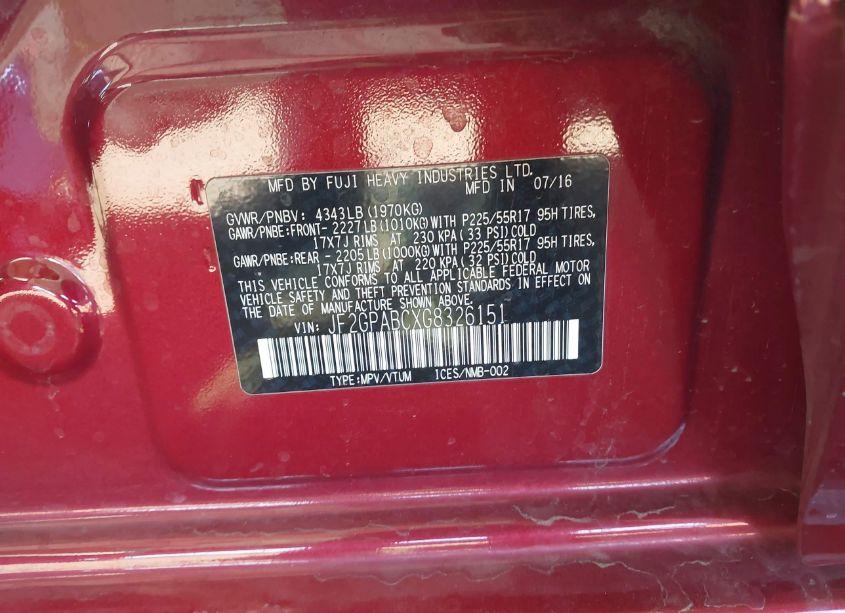 MFD BY FUJI HEAVY INDUSTRIES LTD.
MFD IN 07/16
GVWR/PNBV: 4343LB(1970KG)
GAWR/PNBE:FRONT- 2227LB(1010KG)WITH P225/55R17 95H TIRES,
17X7J RIMS AT 230 KPA(33 PSI)COLD
GAWR/PNBE:REAR - 2205LB(1000KG)WITH P225/55R17 95H TIRES,
17X7J RIMS AT 220 KPA(32 PSI)COLD
THIS VEHICLE CONFORMS TO ALL APPLICABLE FEDERAL MOTOR
VEHICLE SAFETY AND THEFT PREVENTION STANDARDS IN EFFECT ON
THE DATE OF MANUFACTURE SHOWN ABOVE.
VIN: JF2GPABCXG8326151
TYPE:MPV/VTUM ICES/NMB-002